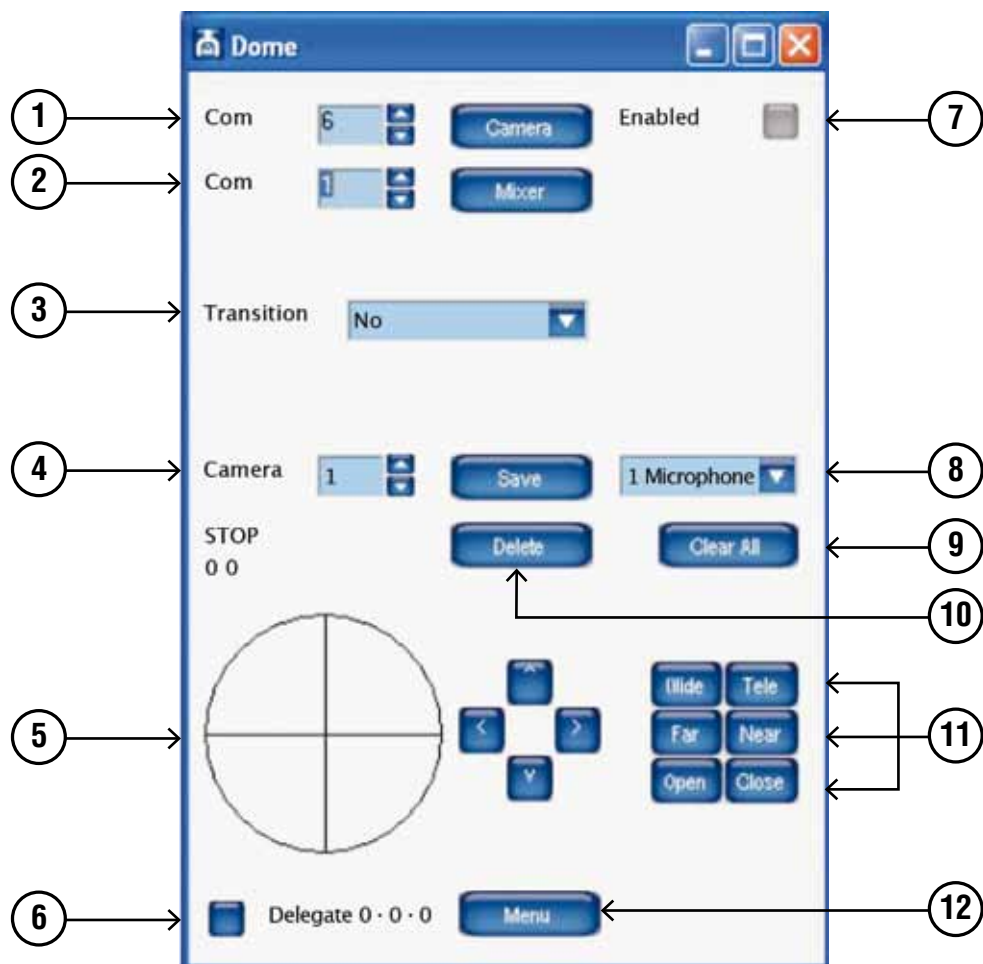 Dome
1 Com 6 Camera Enabled 7
2 Com 1 Mixer
3 Transition No
4 Camera 1 Save 1 Microphone 8
STOP Delete Clear All 9
0 0
10
^
Wide Tele
5 < > Far Near 11
v
Open Close
6 Delegate 0 · 0 · 0 Menu 12